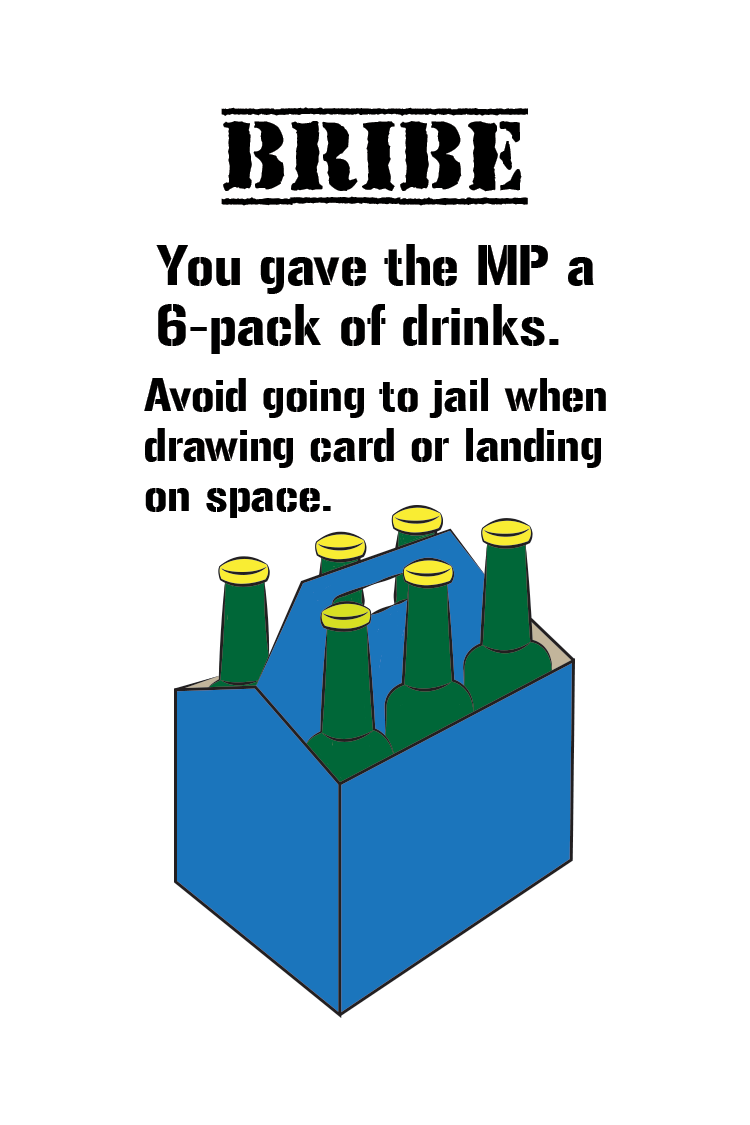 BRIBE
You gave the MP a
6-pack of drinks.
Avoid going to jail when
drawing card or landing
on space.